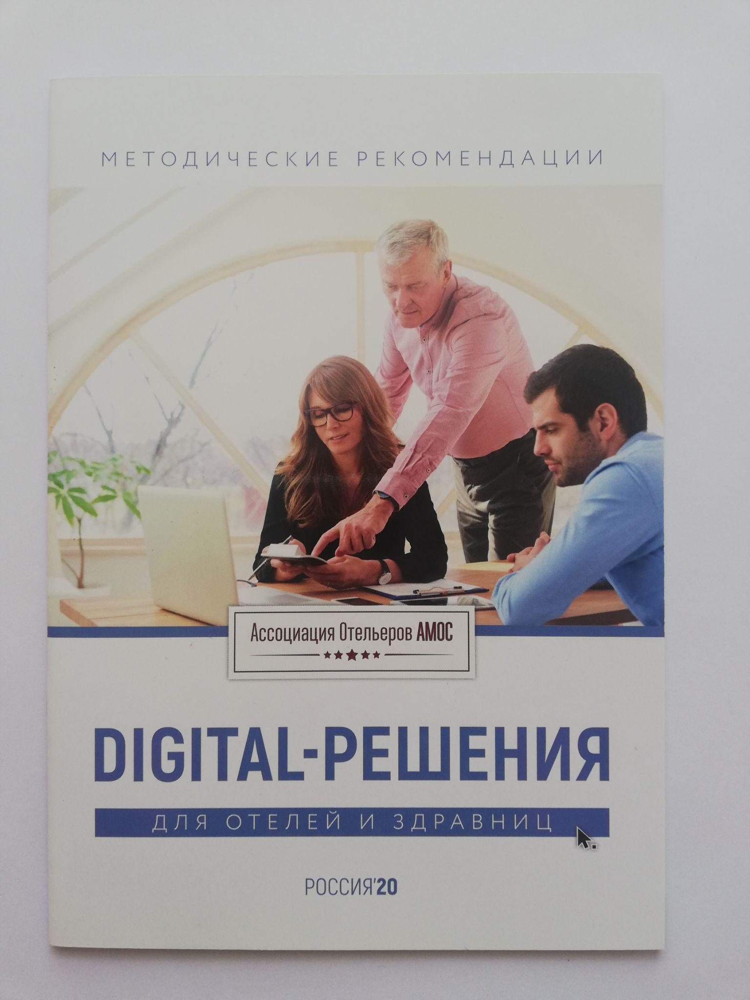 МЕТОДИЧЕСКИЕ РЕКОМЕНДАЦИИ
Ассоциация Отельеров АМОС
DIGITAL-РЕШЕНИЯ
ДЛЯ ОТЕЛЕЙ И ЗДРАВНИЦ
РОССИЯ'20